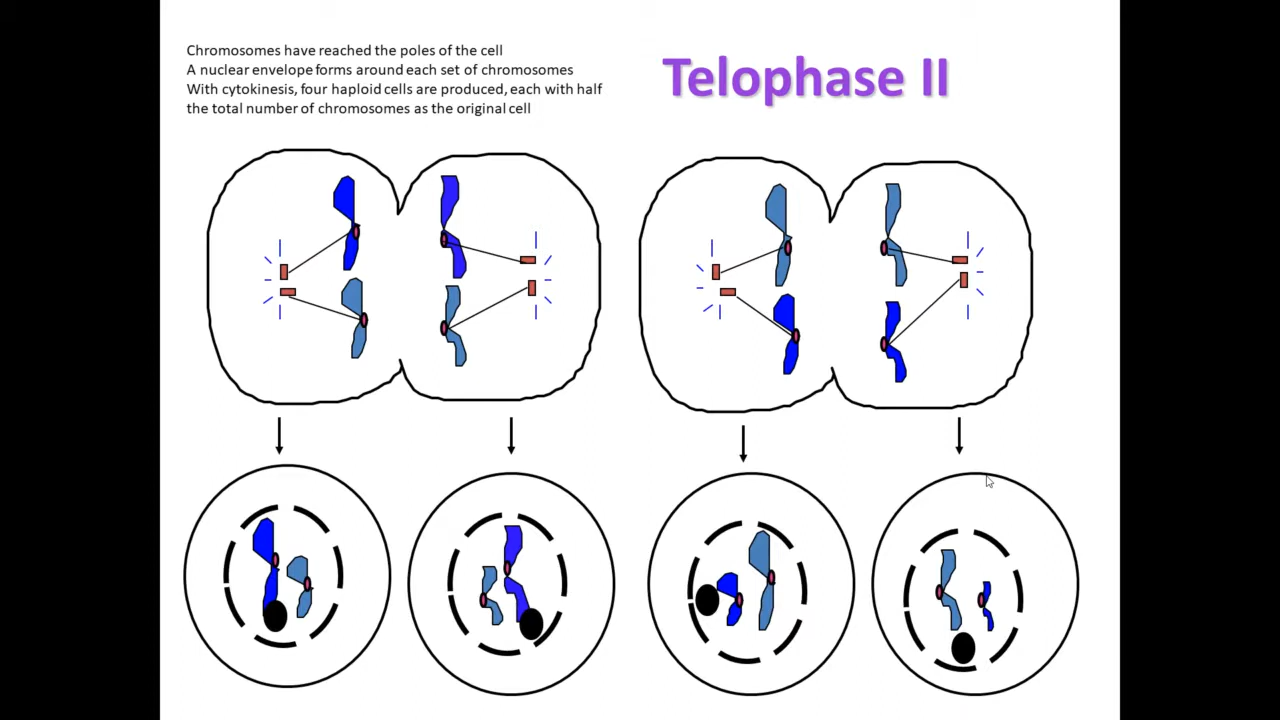 Chromosomes have reached the poles of the cell
A nuclear envelope forms around each set of chromosomes
With cytokinesis, four haploid cells are produced, each with half
the total number of chromosomes as the original cell
Telophase II